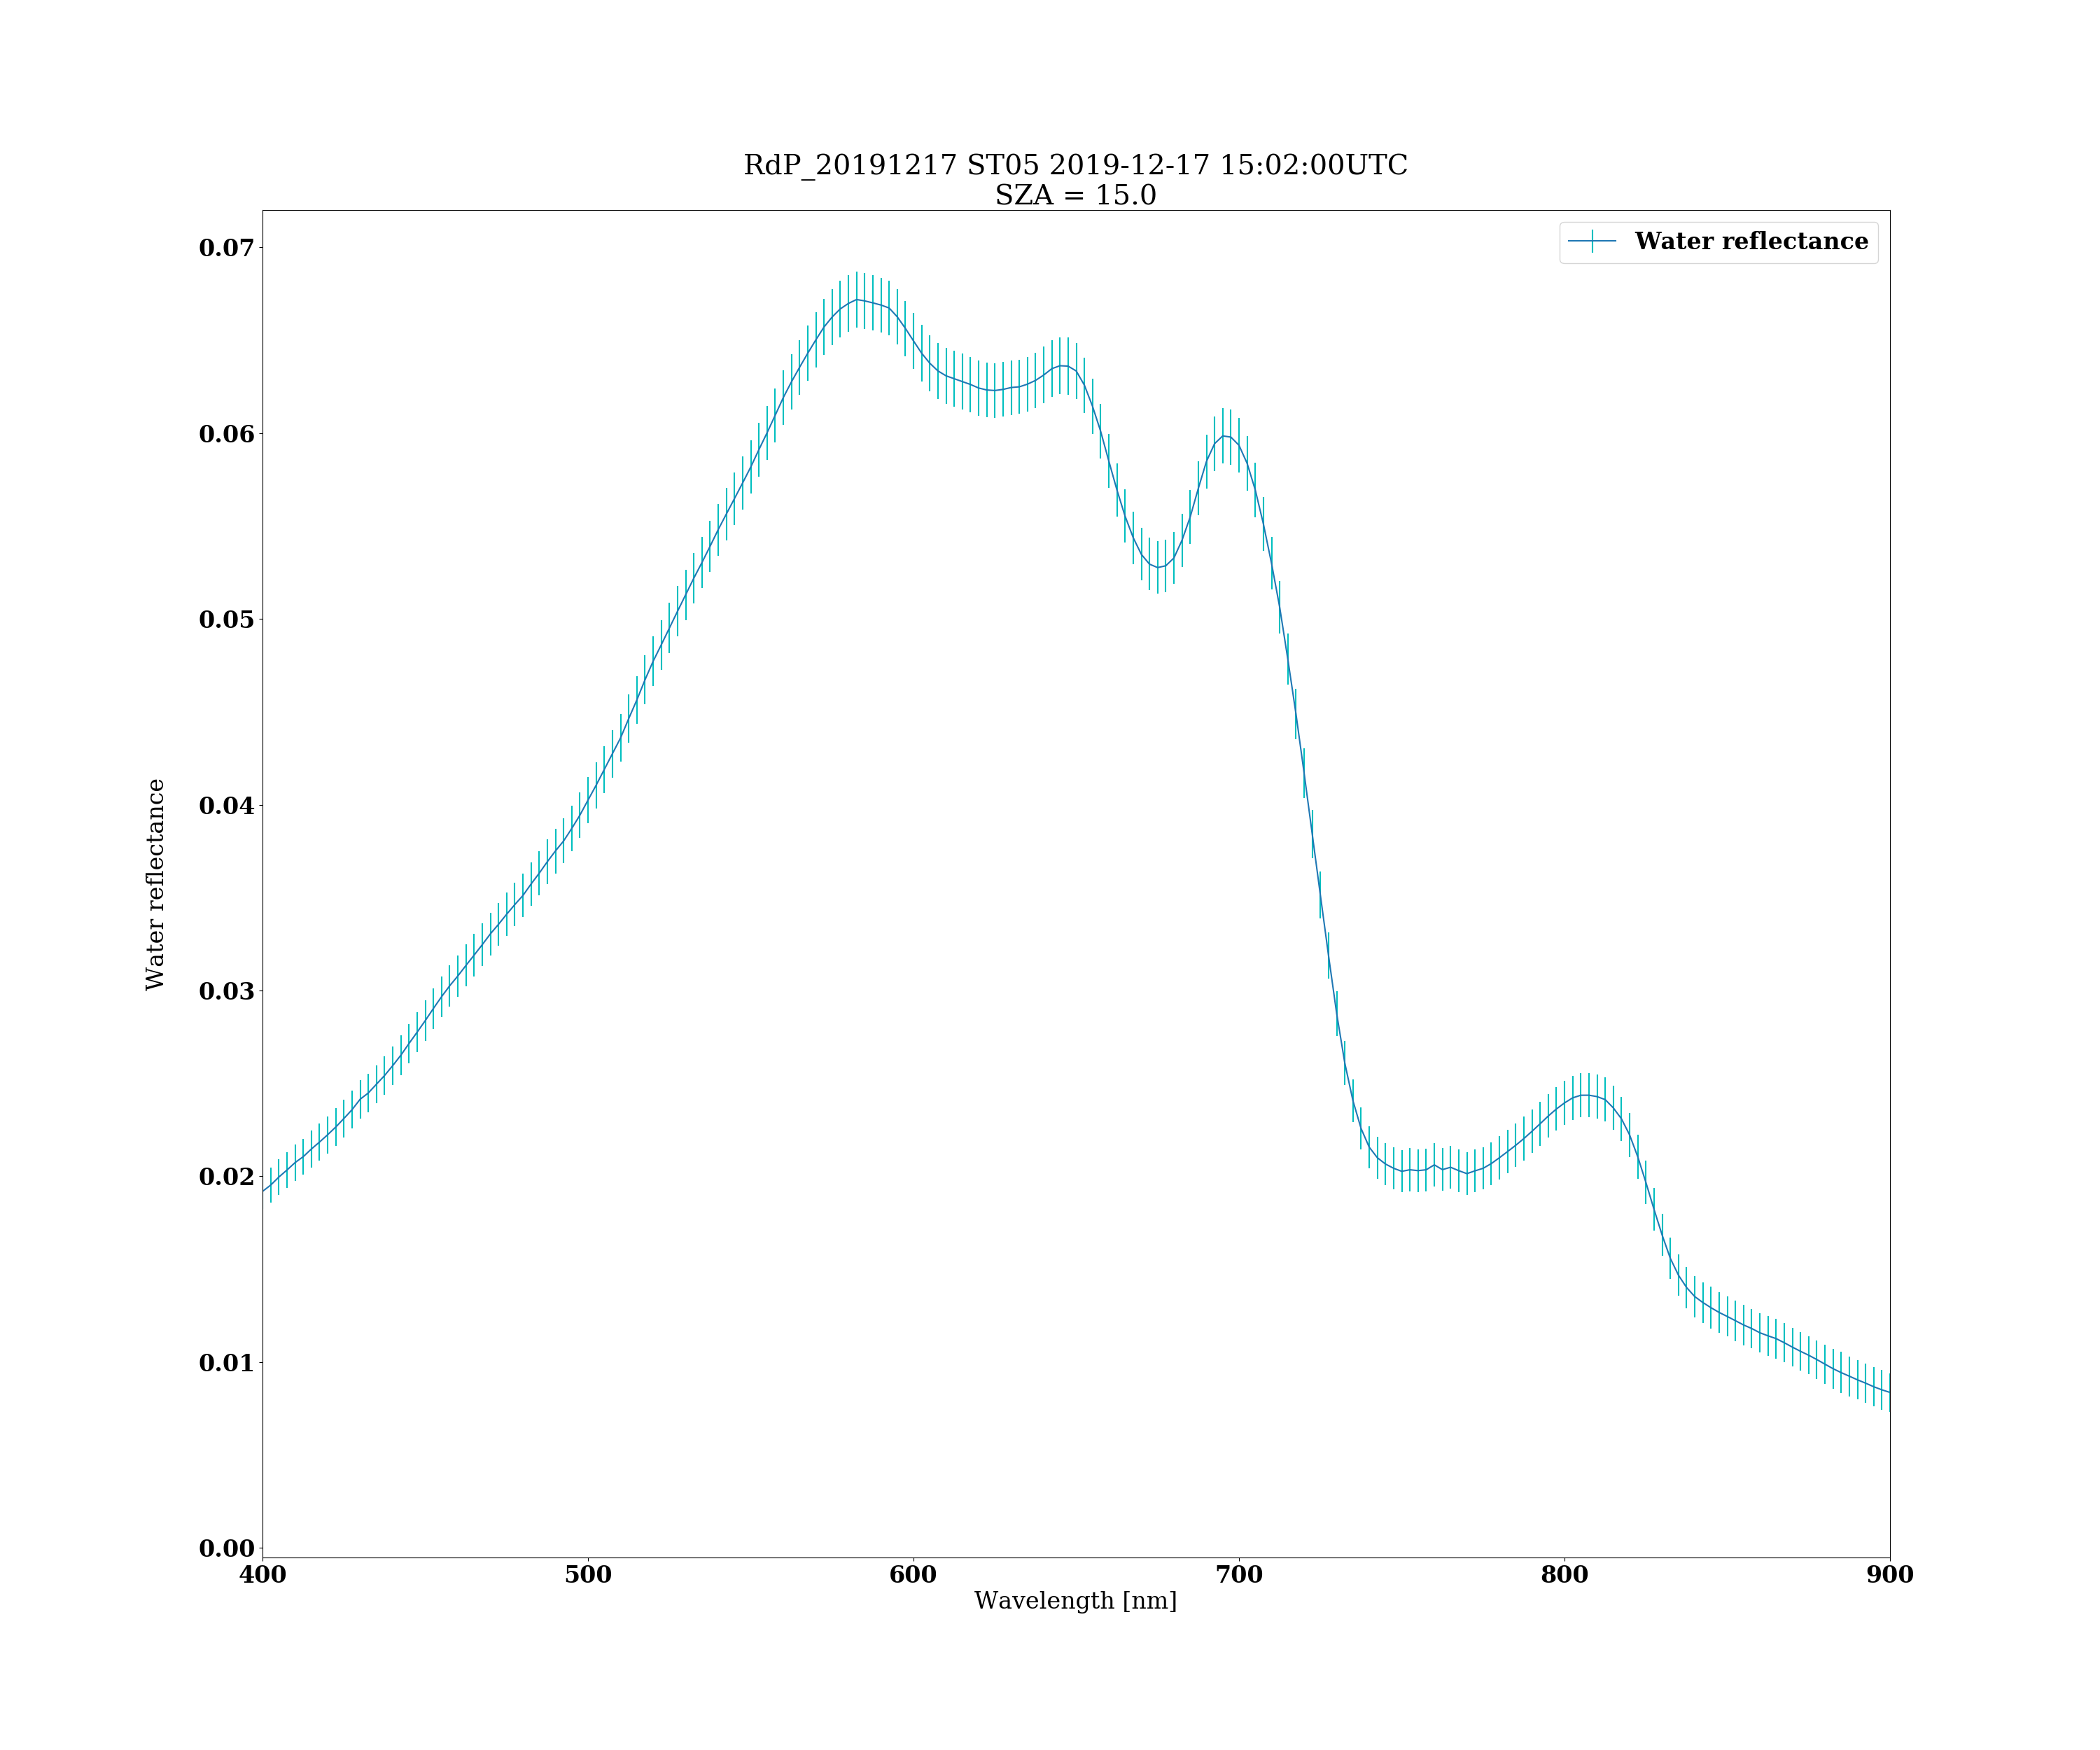 RdP_20191217 ST05 2019-12-17 15:02:00UTC
SZA = 15.0
Water reflectance
0.07
0.06
0.05
0.04
0.03
0.02
0.01
0.00
Water reflectance
400 500 600 700 800 900
Wavelength [nm]